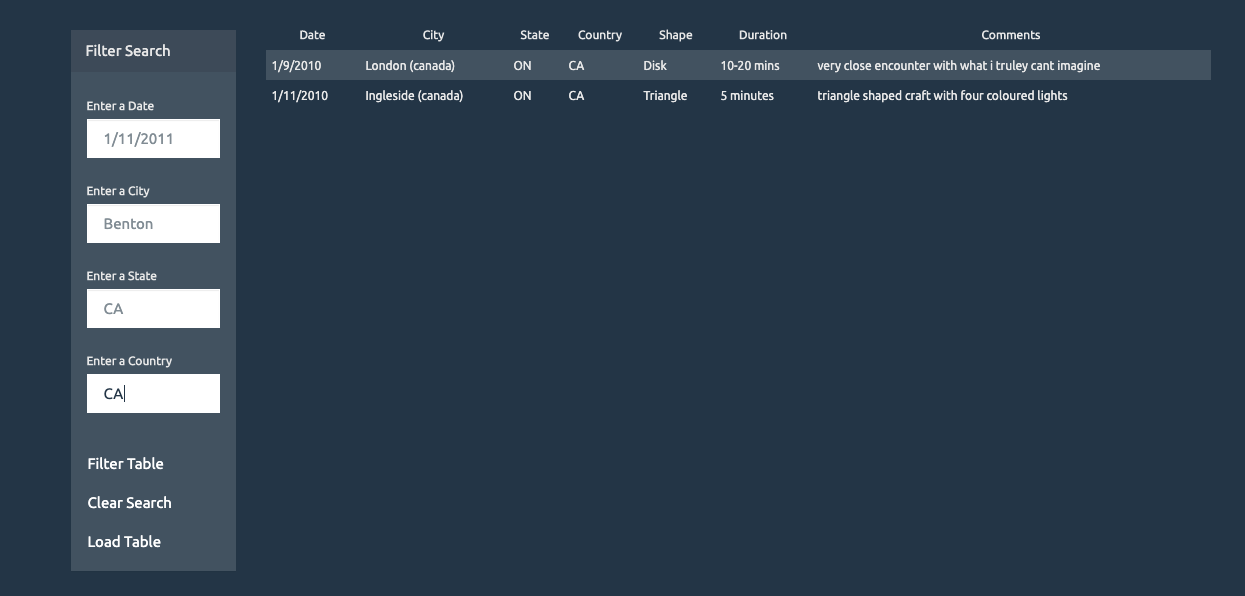 Filter Search
Enter a Date
1/11/2011
Enter a City
Benton
Enter a State
CA
Enter a Country
CA
Filter Table
Clear Search
Load Table
Date City State Country Shape Duration Comments
1/9/2010 London (canada) ON CA Disk 10-20 mins very close encounter with what i truley cant imagine
1/11/2010 Ingleside (canada) ON CA Triangle 5 minutes triangle shaped craft with four coloured lights